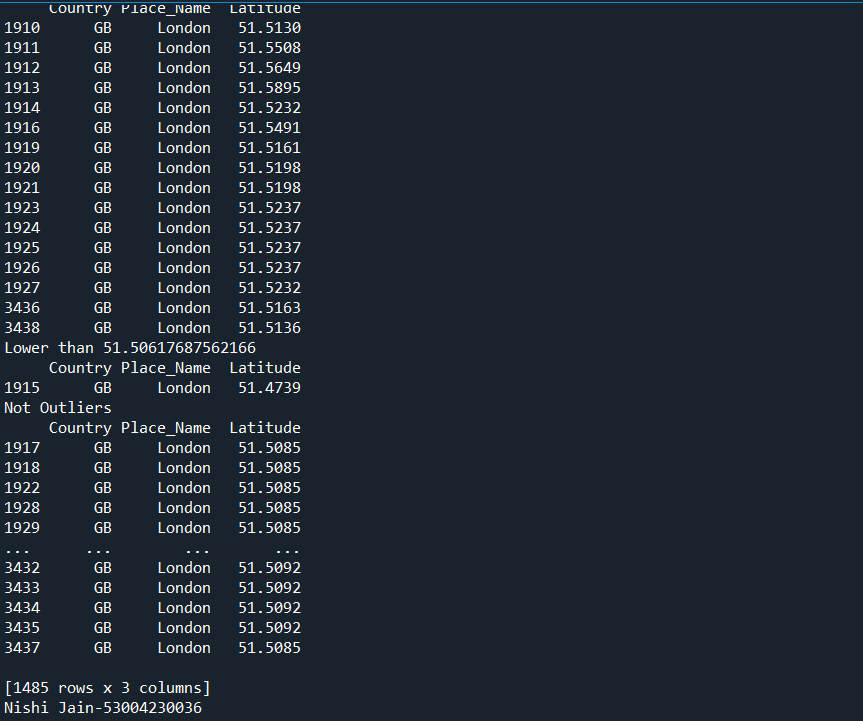 Country Place_Name  Latitude
1910      GB     London   51.5130
1911      GB     London   51.5508
1912      GB     London   51.5649
1913      GB     London   51.5895
1914      GB     London   51.5232
1916      GB     London   51.5491
1919      GB     London   51.5161
1920      GB     London   51.5198
1921      GB     London   51.5198
1923      GB     London   51.5237
1924      GB     London   51.5237
1925      GB     London   51.5237
1926      GB     London   51.5237
1927      GB     London   51.5232
3436      GB     London   51.5163
3438      GB     London   51.5136
Lower than 51.50617687562166
     Country Place_Name  Latitude
1915      GB     London   51.4739
Not Outliers
     Country Place_Name  Latitude
1917      GB     London   51.5085
1918      GB     London   51.5085
1922      GB     London   51.5085
1928      GB     London   51.5085
1929      GB     London   51.5085
...      ...        ...       ...
3432      GB     London   51.5092
3433      GB     London   51.5092
3434      GB     London   51.5092
3435      GB     London   51.5092
3437      GB     London   51.5085
[1485 rows x 3 columns]
Nishi Jain-53004230036